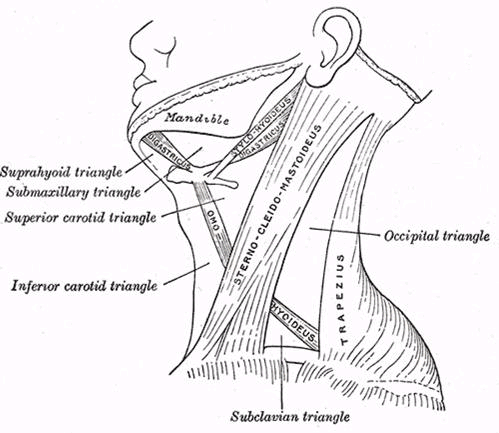 Mandible
DIGASTRICUS
STYLO-HYOIDEUS
DIGASTRICUS
Suprahyoid triangle
Submaxillary triangle
Superior carotid triangle
OMO
STERNO-CLEIDO-MASTOIDEUS
Occipital triangle
TRAPEZIUS
Inferior carotid triangle
HYOIDEUS
Subclavian triangle